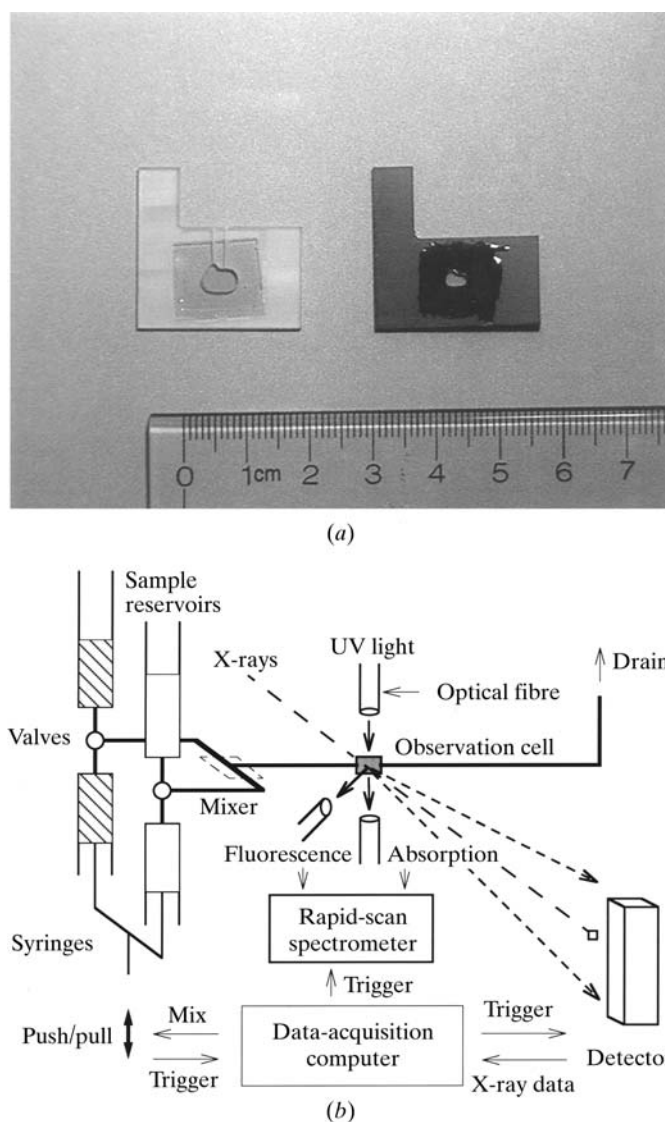 0 1cm 2 3 4 5 6 7
(a)
Sample
reservoirs
UV light
X-rays
Drain
Optical fibre
Valves
Observation cell
Mixer
Fluorescence
Absorption
Rapid-scan
spectrometer
Syringes
Trigger
Mix
Trigger
Push/pull
Data-acquisition
computer
Trigger
Detector
X-ray data
(b)